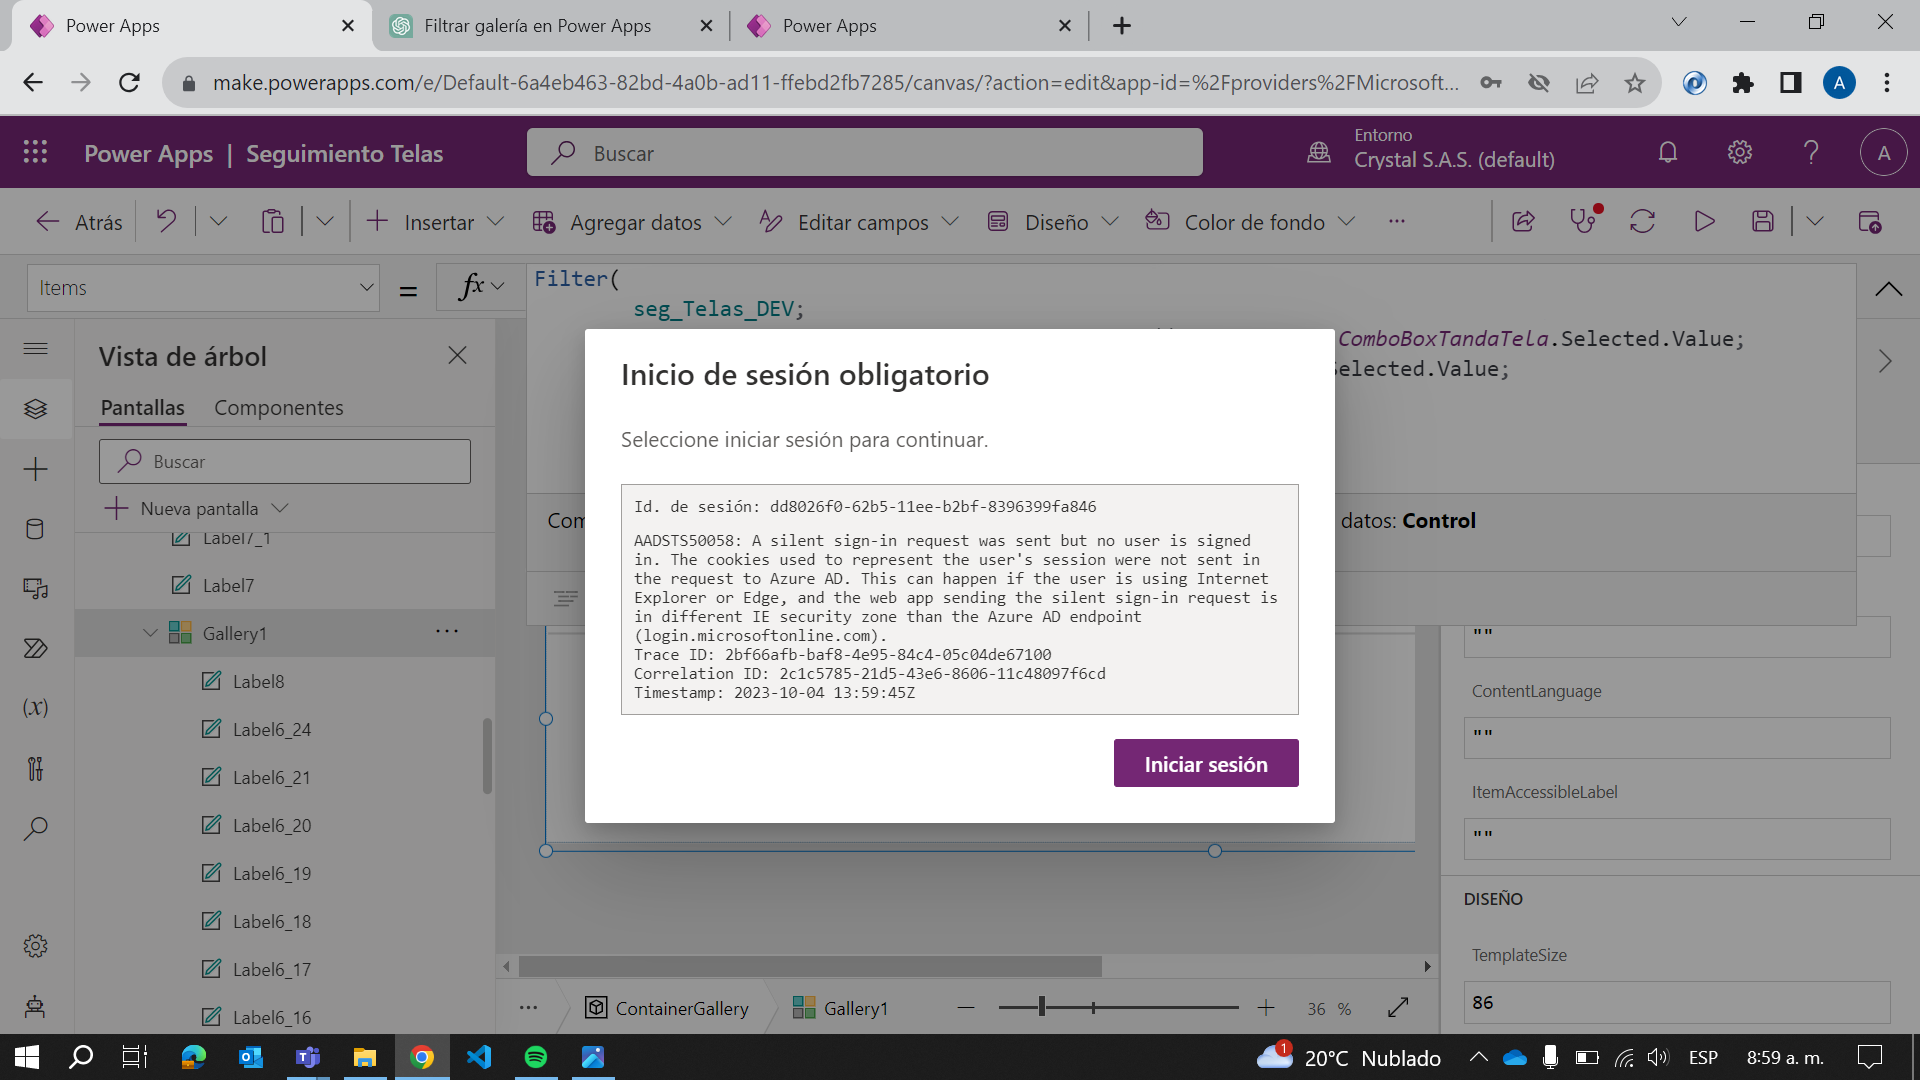 Power Apps
Filtrar galería en Power Apps
Power Apps
make.powerapps.com/e/Default-6a4eb463-82bd-4a0b-ad11-ffebd2fb7285/canvas/?action=edit&app-id=%2Fproviders%2FMicrosoft...
A
Power Apps | Seguimiento Telas
Buscar
Entorno
Crystal S.A.S. (default)
A
Atrás
Insertar
Agregar datos
Editar campos
Diseño
Color de fondo
Items
=
fx
Filter(
seg_Telas_DEV;
ComboBoxTandaTela.Selected.Value;
Selected.Value;
Vista de árbol
Pantallas
Componentes
Buscar
Nueva pantalla
Label7_1
Label7
Gallery1
Label8
Label6_24
Label6_21
Label6_20
Label6_19
Label6_18
Label6_17
Label6_16
Com
datos: Control
Inicio de sesión obligatorio
Seleccione iniciar sesión para continuar.
Id. de sesión: dd8026f0-62b5-11ee-b2bf-8396399fa846
AADSTS50058: A silent sign-in request was sent but no user is signed
in. The cookies used to represent the user's session were not sent in
the request to Azure AD. This can happen if the user is using Internet
Explorer or Edge, and the web app sending the silent sign-in request is
in different IE security zone than the Azure AD endpoint
(login.microsoftonline.com).
Trace ID: 2bf66afb-baf8-4e95-84c4-05c04de67100
Correlation ID: 2c1c5785-21d5-43e6-8606-11c48097f6cd
Timestamp: 2023-10-04 13:59:45Z
Iniciar sesión
""
ContentLanguage
""
ItemAccessibleLabel
""
DISEÑO
TemplateSize
86
ContainerGallery
Gallery1
36 %
1
20°C Nublado
ESP
8:59 a. m.